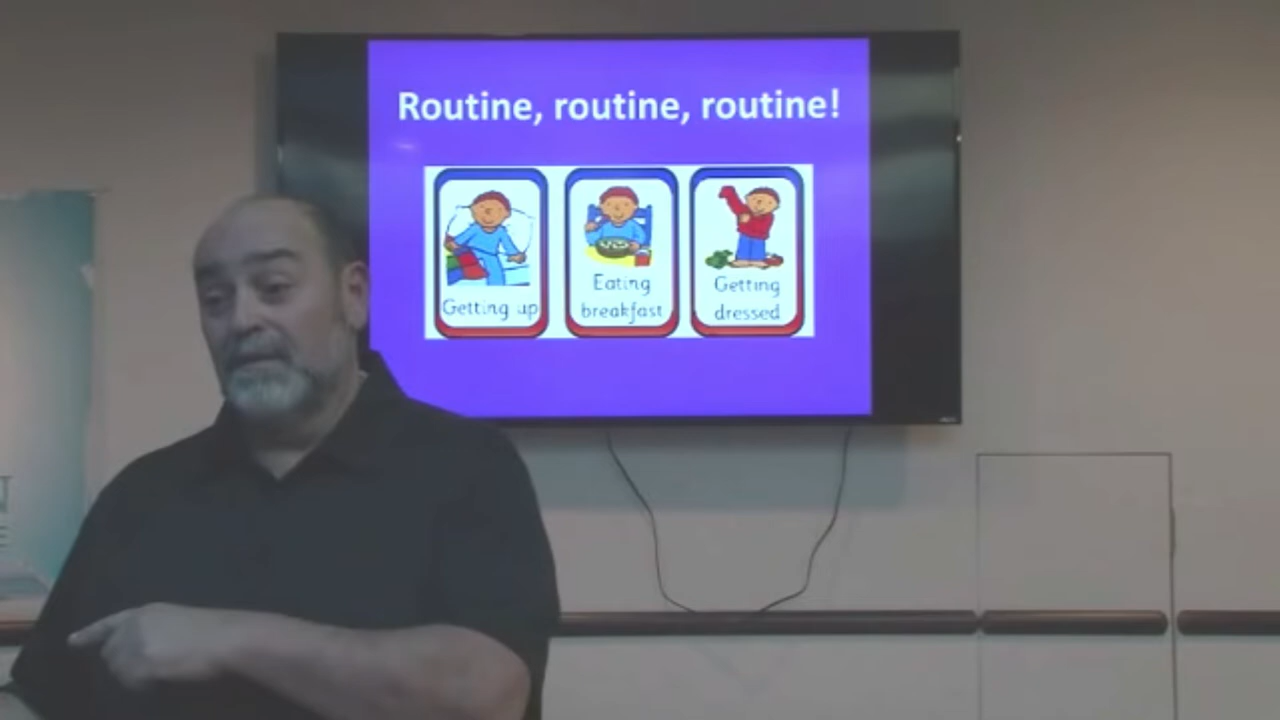 Routine, routine, routine!
Getting up
Eating
breakfast
Getting
dressed